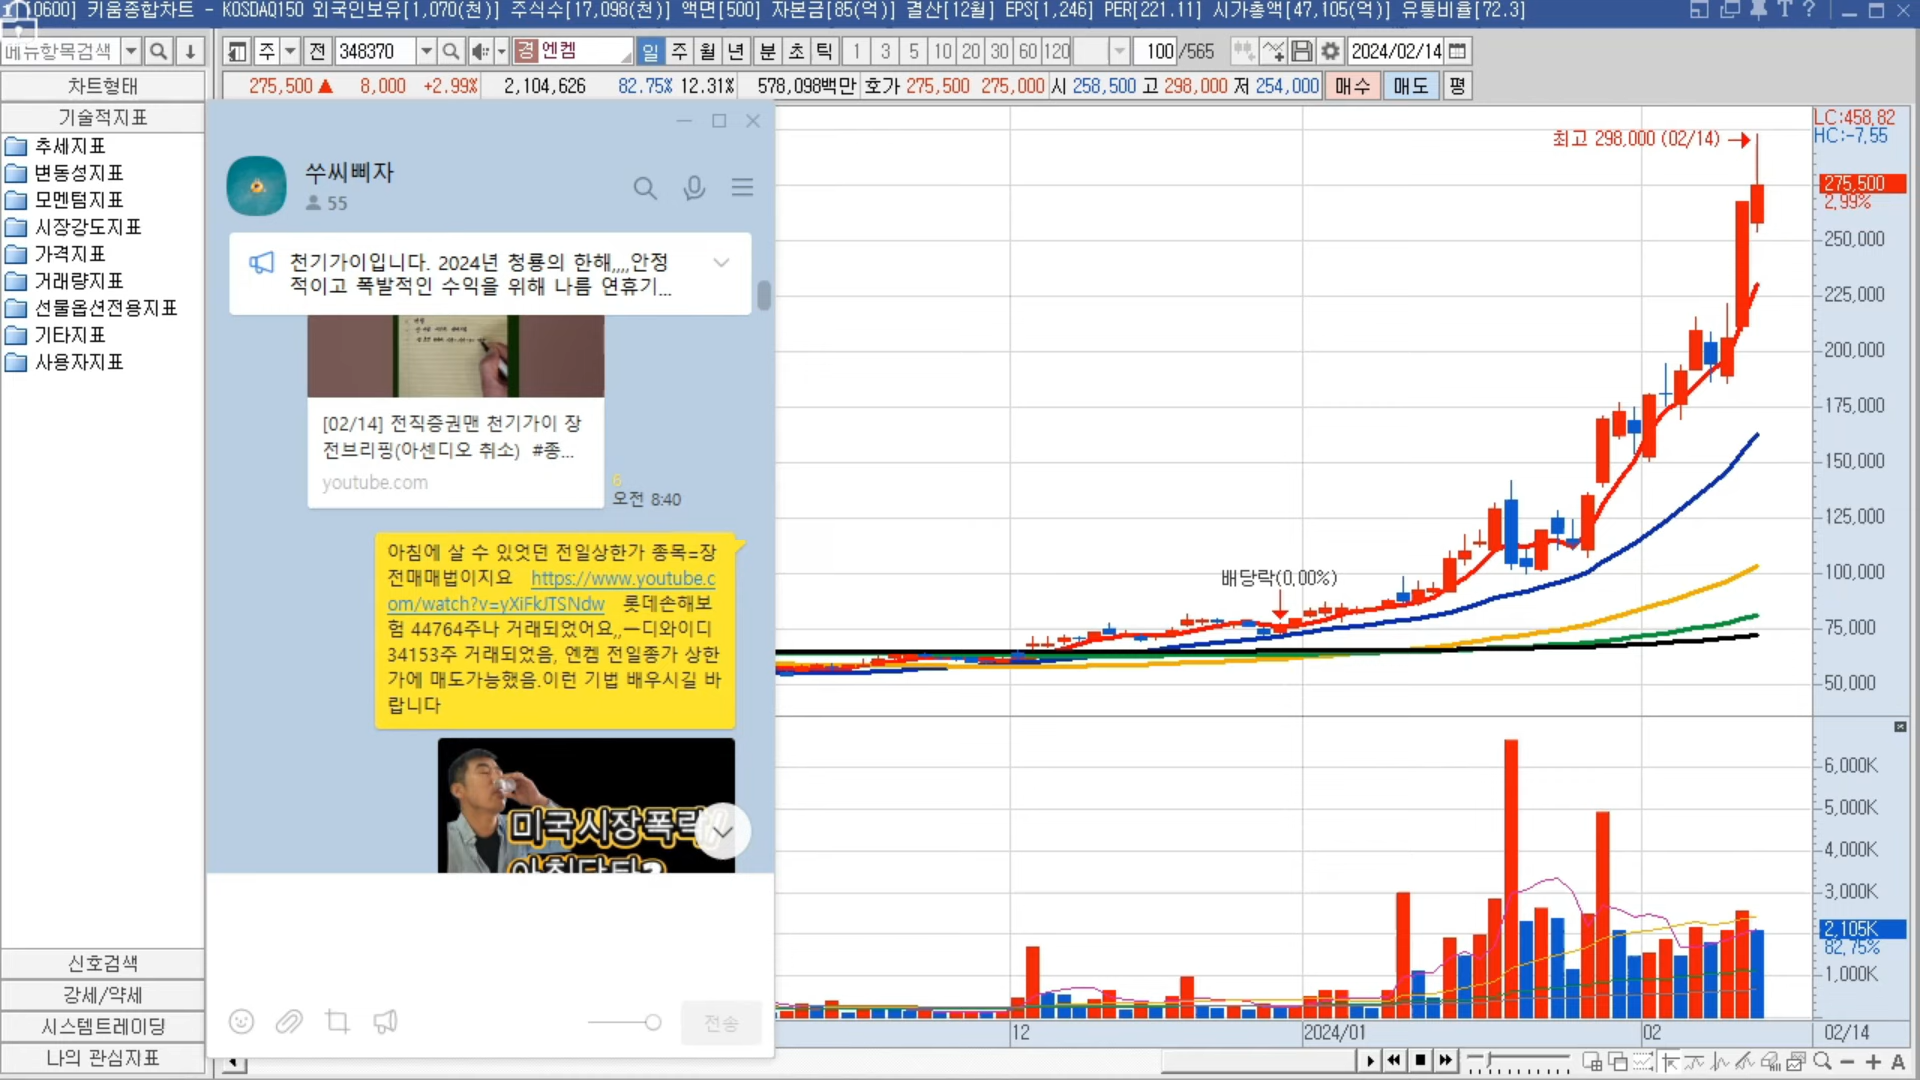 [0600] 키움종합차트 - KOSDAQ150 외국인보유[1,070(천)] 주식수[17,098(천)] 액면[500] 자본금[85(억)] 결산[12월] EPS[1,246] PER[221.11] 시가총액[47,105(억)] 유통비율[72.3]
메뉴항목검색 주 전 348370 경 엔켐 일 주 월 년 분 초 틱 1 3 5 10 20 30 60 120 100 /565 2024/02/14
275,500 ▲ 8,000 +2.99% 2,104,626 82.75% 12.31% 578,098백만 호가 275,500 275,000 시 258,500 고 298,000 저 254,000 매수 매도 평
차트형태
기술적지표
추세지표
변동성지표
모멘텀지표
시장강도지표
가격지표
거래량지표
선물옵션전용지표
기타지표
사용자지표
신호검색
강세/약세
시스템트레이딩
나의 관심지표
쑤씨삐자
55
천기가이입니다. 2024년 청룡의 한해,,,,안정
적이고 폭발적인 수익을 위해 나름 연휴기...
[02/14] 전직증권맨 천기가이 장
전브리핑(아센디오 취소) #종...
youtube.com
6
오전 8:40
아침에 살 수 있엇던 전일상한가 종목=장
전매매법이지요 https://www.youtube.c
om/watch?v=yXiFkJTSNdw 롯데손해보
험 44764주나 거래되었어요,,ㅡ디와이디
34153주 거래되었음, 엔켐 전일종가 상한
가에 매도가능했음.이런 기법 배우시길 바
랍니다
미국시장폭락
전송
LC:458.82
HC:-7.55
최고 298,000 (02/14)
275,500
2.99%
250,000
225,000
200,000
175,000
150,000
125,000
100,000
75,000
50,000
배당락(0.00%)
6,000K
5,000K
4,000K
3,000K
2,105K
82.75%
1,000K
12
2024/01
02
02/14